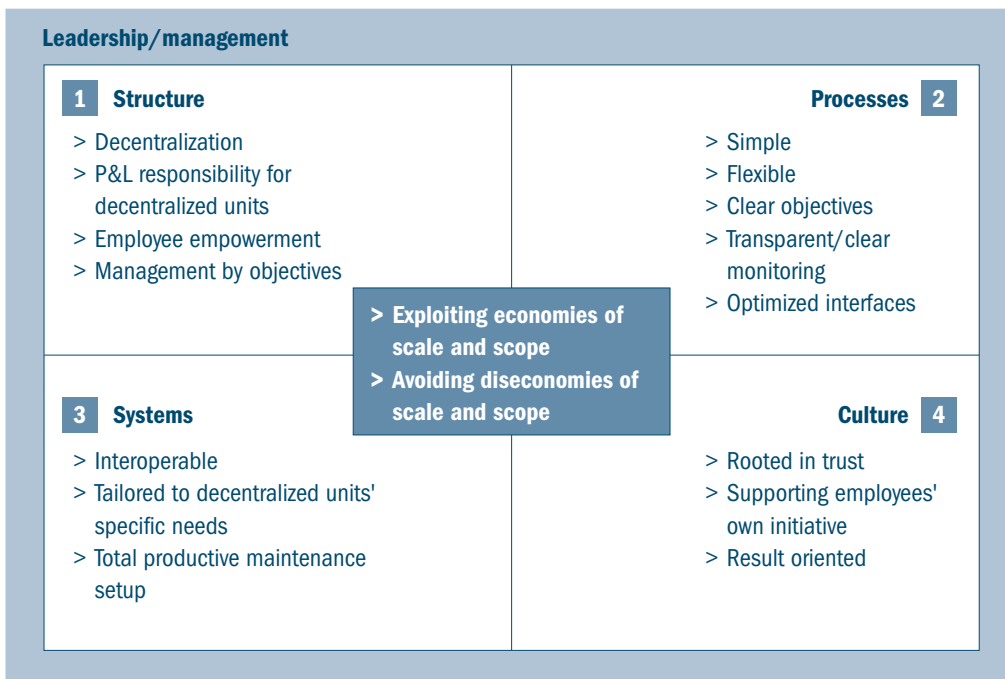 Leadership/management
1 Structure
> Decentralization
> P&L responsibility for
decentralized units
> Employee empowerment
> Management by objectives
Processes 2
> Simple
> Flexible
> Clear objectives
> Transparent/clear
monitoring
> Optimized interfaces
> Exploiting economies of
scale and scope
> Avoiding diseconomies of
scale and scope
3 Systems
> Interoperable
> Tailored to decentralized units'
specific needs
> Total productive maintenance
setup
Culture 4
> Rooted in trust
> Supporting employees'
own initiative
> Result oriented